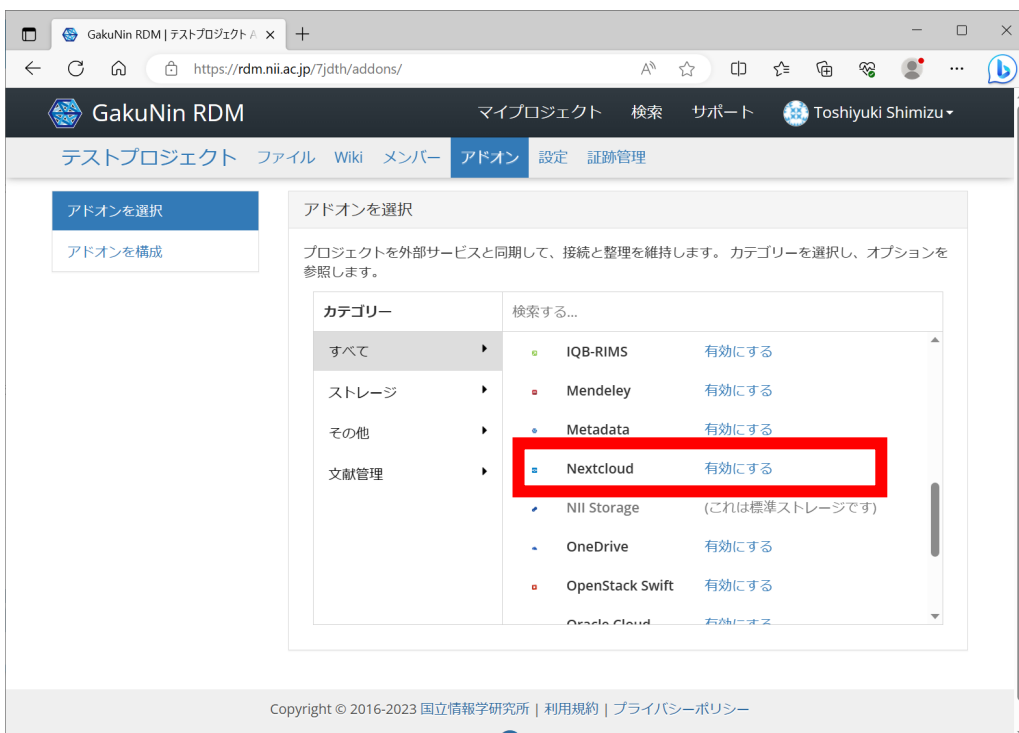 GakuNin RDM | テストプロジェクト A
https://rdm.nii.ac.jp/7jdth/addons/
GakuNin RDM マイプロジェクト 検索 サポート Toshiyuki Shimizu
テストプロジェクト ファイル Wiki メンバー アドオン 設定 証跡管理
アドオンを選択
アドオンを構成
アドオンを選択
プロジェクトを外部サービスと同期して、接続と整理を維持します。 カテゴリーを選択し、オプションを
参照します。
カテゴリー
すべて
ストレージ
その他
文献管理
検索する...
IQB-RIMS 有効にする
Mendeley 有効にする
Metadata 有効にする
Nextcloud 有効にする
NII Storage (これは標準ストレージです)
OneDrive 有効にする
OpenStack Swift 有効にする
Oracle Cloud 有効にする
Copyright © 2016-2023 国立情報学研究所 | 利用規約 | プライバシーポリシー